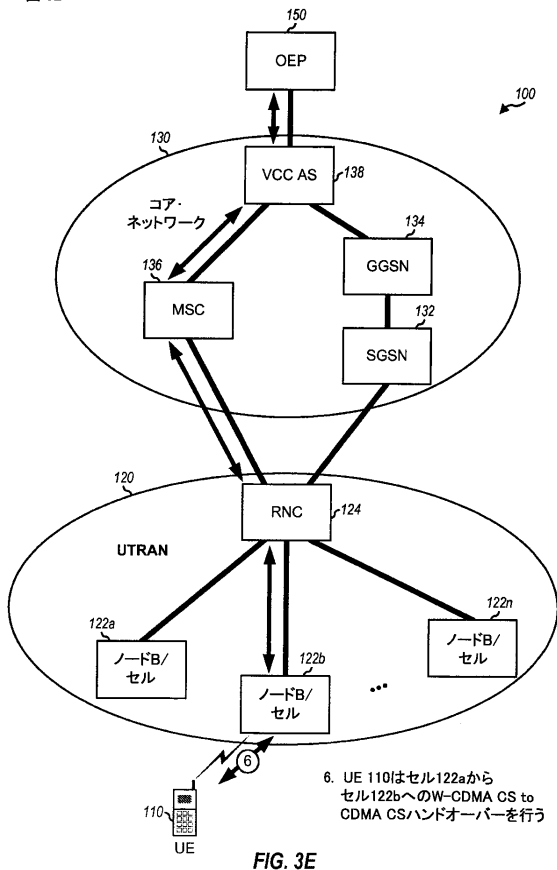 150
OEP
100
130
VCC AS
138
コア・
ネットワーク
134
GGSN
136
MSC
132
SGSN
120
RNC
124
UTRAN
122a
ノードB/
セル
122b
ノードB/
セル
...
122n
ノードB/
セル
6
110
UE
6. UE 110はセル122aから
セル122bへのW-CDMA CS to
CDMA CSハンドオーバーを行う
FIG. 3E